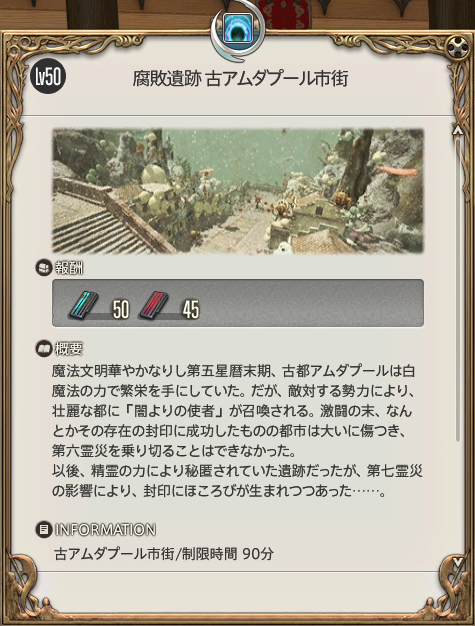 Lv50
腐敗遺跡 古アムダプール市街
報酬
50 45
概要
魔法文明華やかなりし第五星暦末期、古都アムダプールは白
魔法の力で繁栄を手にしていた。だが、敵対する勢力により、
壮麗な都に「闇よりの使者」が召喚される。激闘の末、なん
とかその存在の封印に成功したものの都市は大いに傷つき、
第六霊災を乗り切ることはできなかった。
以後、精霊の力により秘匿されていた遺跡だったが、第七霊災
の影響により、封印にほころびが生まれつつあった……。
INFORMATION
古アムダプール市街/制限時間 90分